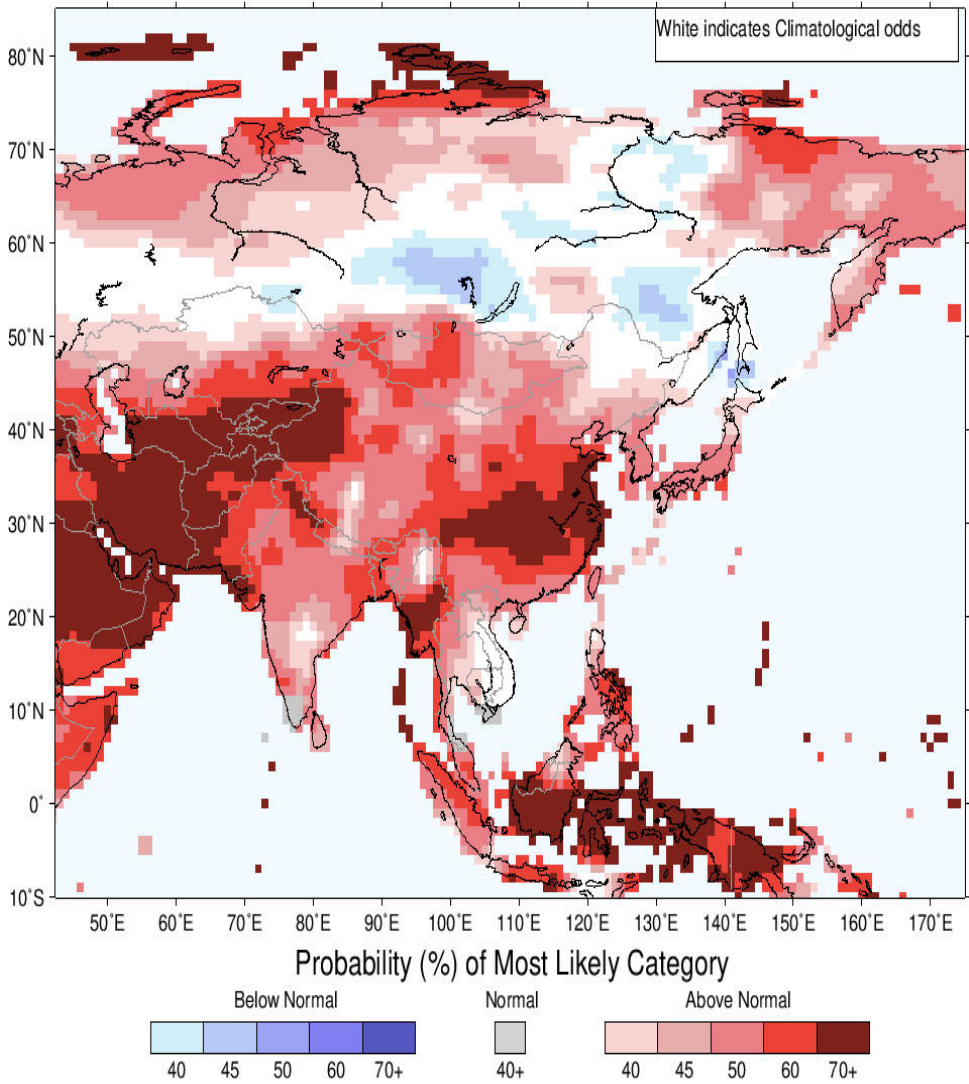 White indicates Climatological odds
80°N
70°N
60°N
50°N
40°N
30°N
20°N
10°N
0°
10°S
50°E 60°E 70°E 80°E 90°E 100°E 110°E 120°E 130°E 140°E 150°E 160°E 170°E
Probability (%) of Most Likely Category
Below Normal Normal Above Normal
40 45 50 60 70+ 40+ 40 45 50 60 70+